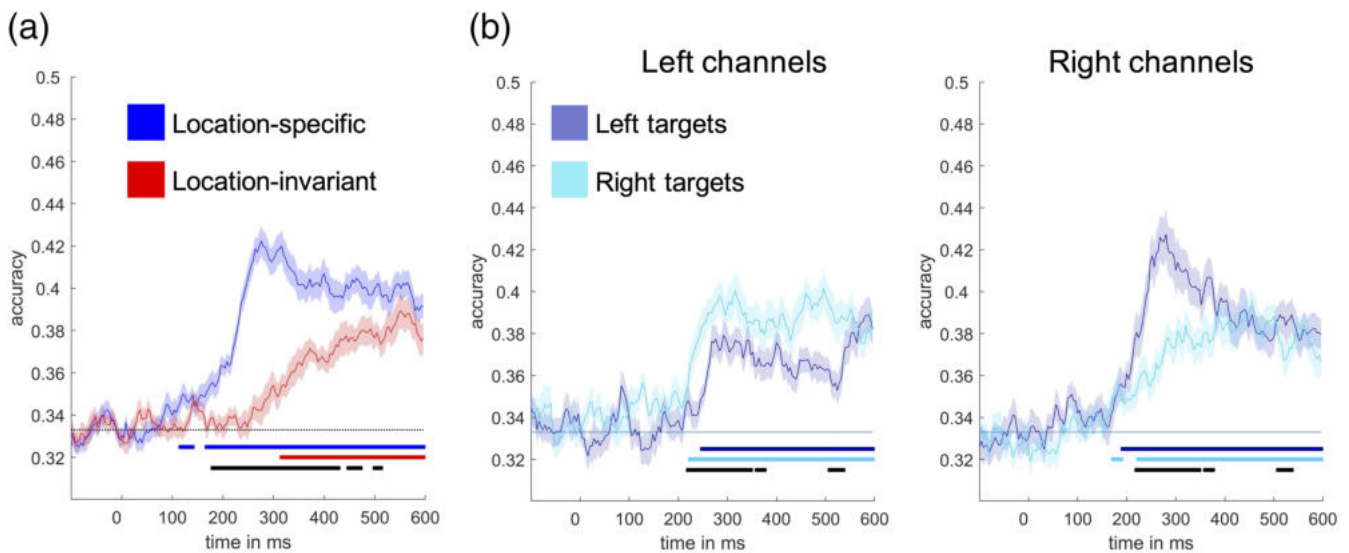 (a)
0.5
0.48
0.46
0.44
0.42
0.4
0.38
0.36
0.34
0.32
accuracy
Location-specific
Location-invariant
0 100 200 300 400 500 600
time in ms
(b)
Left channels
0.5
0.48
0.46
0.44
0.42
0.4
0.38
0.36
0.34
0.32
accuracy
Left targets
Right targets
0 100 200 300 400 500 600
time in ms
Right channels
0.5
0.48
0.46
0.44
0.42
0.4
0.38
0.36
0.34
0.32
accuracy
0 100 200 300 400 500 600
time in ms